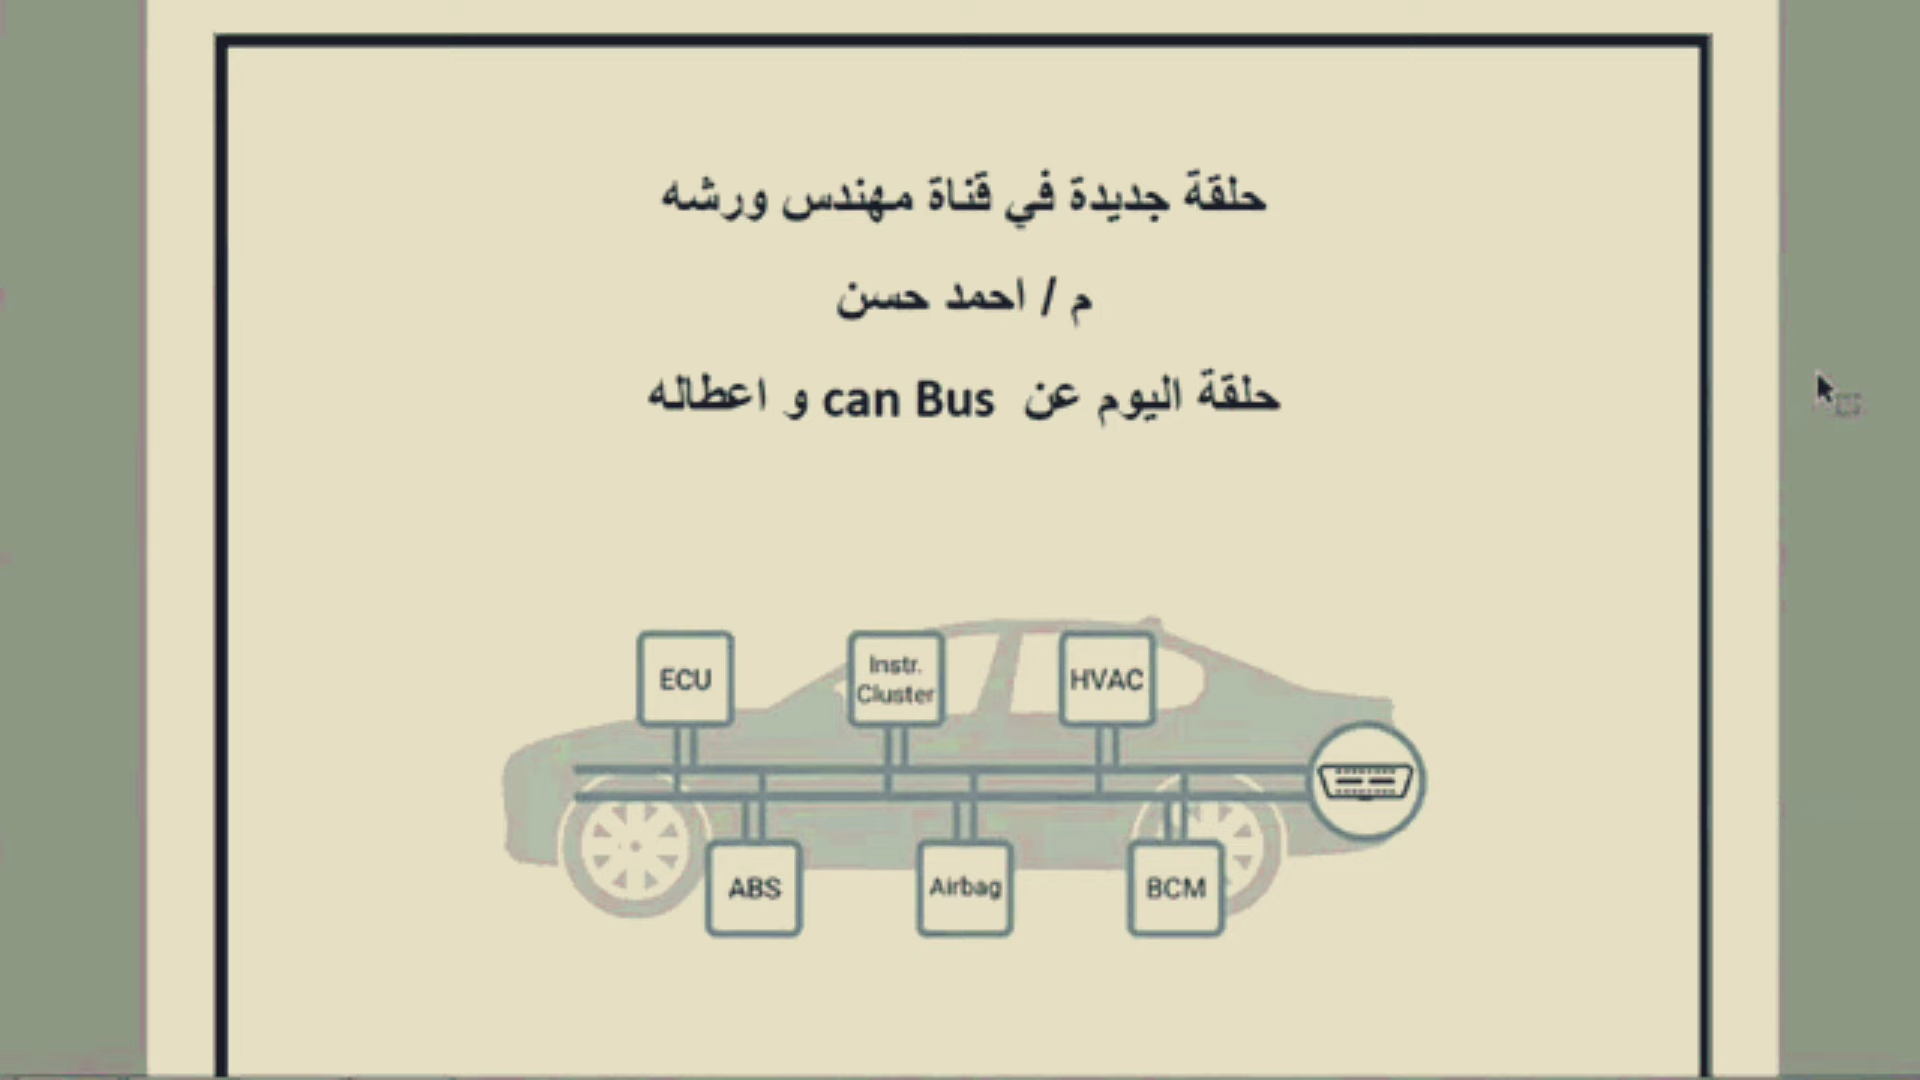 حلقة جديدة في قناة مهندس ورشه
م / احمد حسن
حلقة اليوم عن can Bus و اعطاله
ECU
Instr.
Cluster
HVAC
ABS
Airbag
BCM